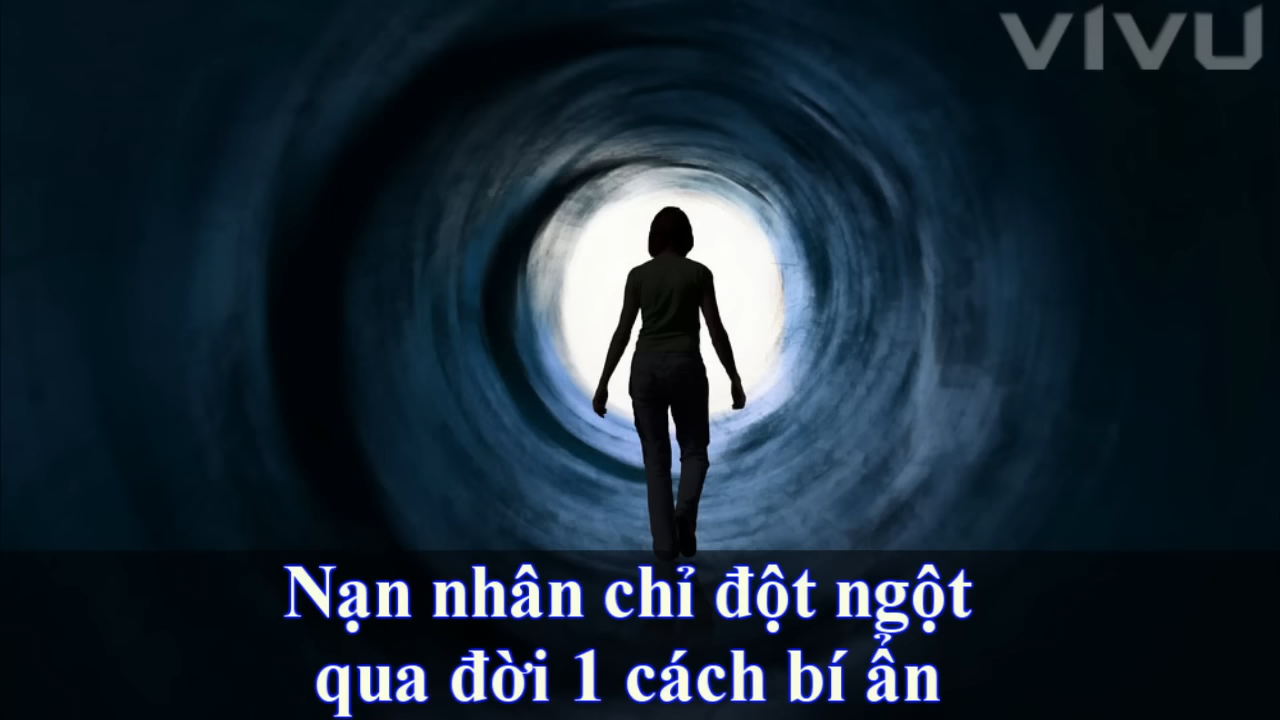 VIVU
Nạn nhân chỉ đột ngột
qua đời 1 cách bí ẩn